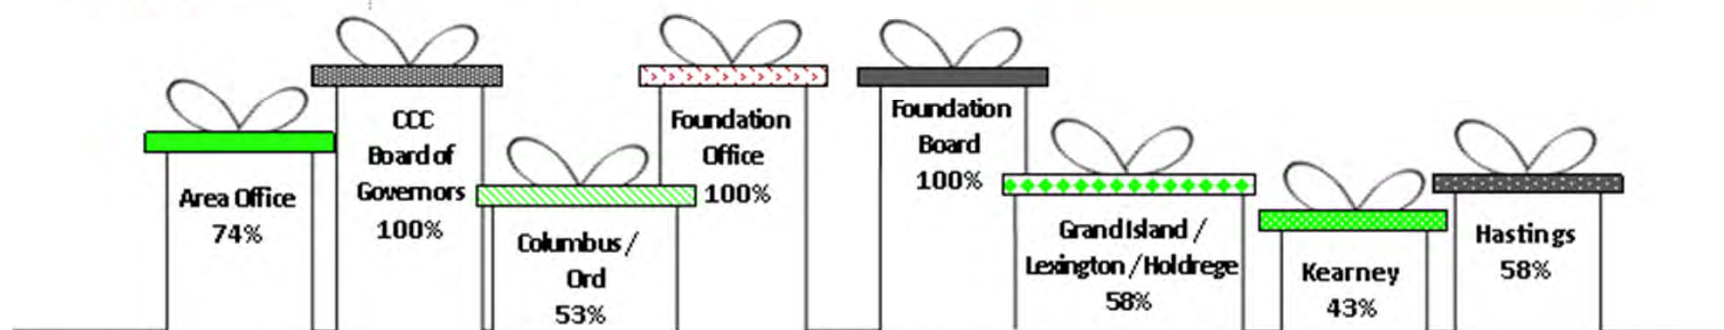 Area Office
74%
CCC
Board of
Governors
100%
Columbus /
Ord
53%
Foundation
Office
100%
Foundation
Board
100%
Grand Island /
Lexington / Holdrege
58%
Kearney
43%
Hastings
58%